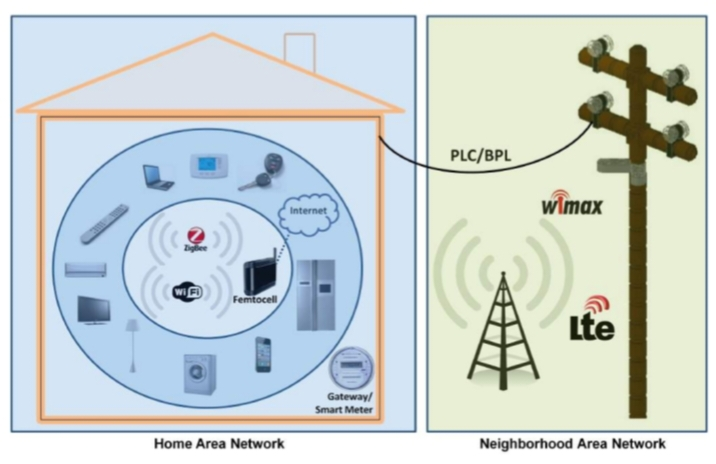 PLC/BPL
Internet
ZigBee
WiFi
Femtocell
Gateway/
Smart Meter
wimax
Lte
Home Area Network
Neighborhood Area Network